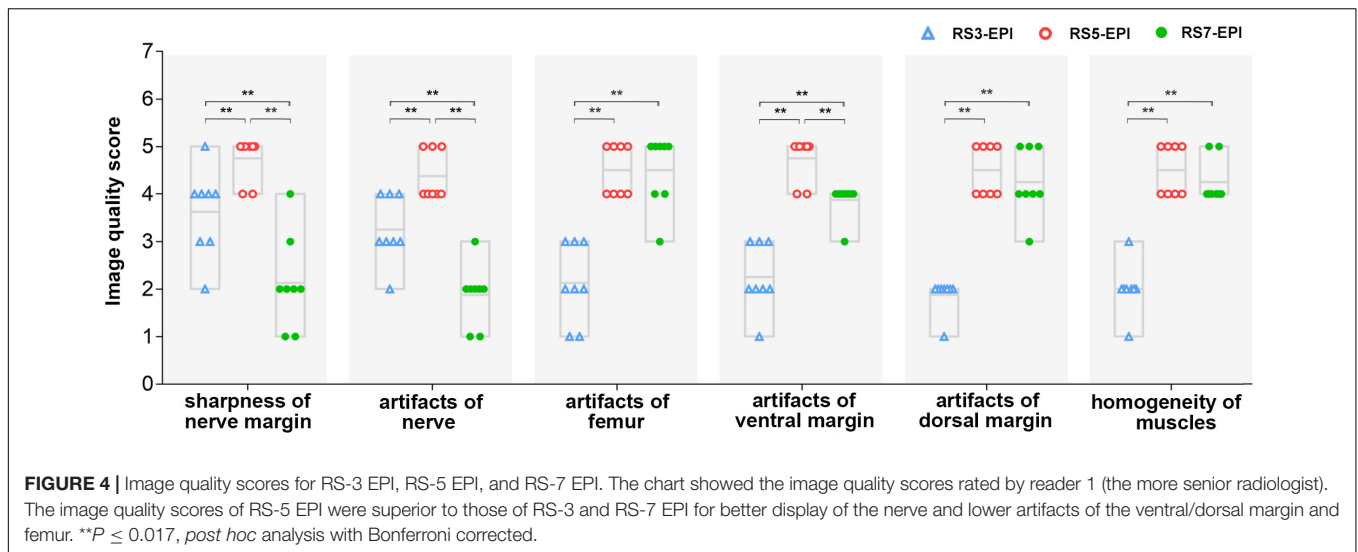 RS3-EPI RS5-EPI RS7-EPI
Image quality score
7
6
5
4
3
2
1
0
** ** **
** ** **
** **
** ** **
** **
** **
sharpness of nerve margin
artifacts of nerve
artifacts of femur
artifacts of ventral margin
artifacts of dorsal margin
homogeneity of muscles
FIGURE 4 | Image quality scores for RS-3 EPI, RS-5 EPI, and RS-7 EPI. The chart showed the image quality scores rated by reader 1 (the more senior radiologist).
The image quality scores of RS-5 EPI were superior to those of RS-3 and RS-7 EPI for better display of the nerve and lower artifacts of the ventral/dorsal margin and
femur. **P ≤ 0.017, post hoc analysis with Bonferroni corrected.